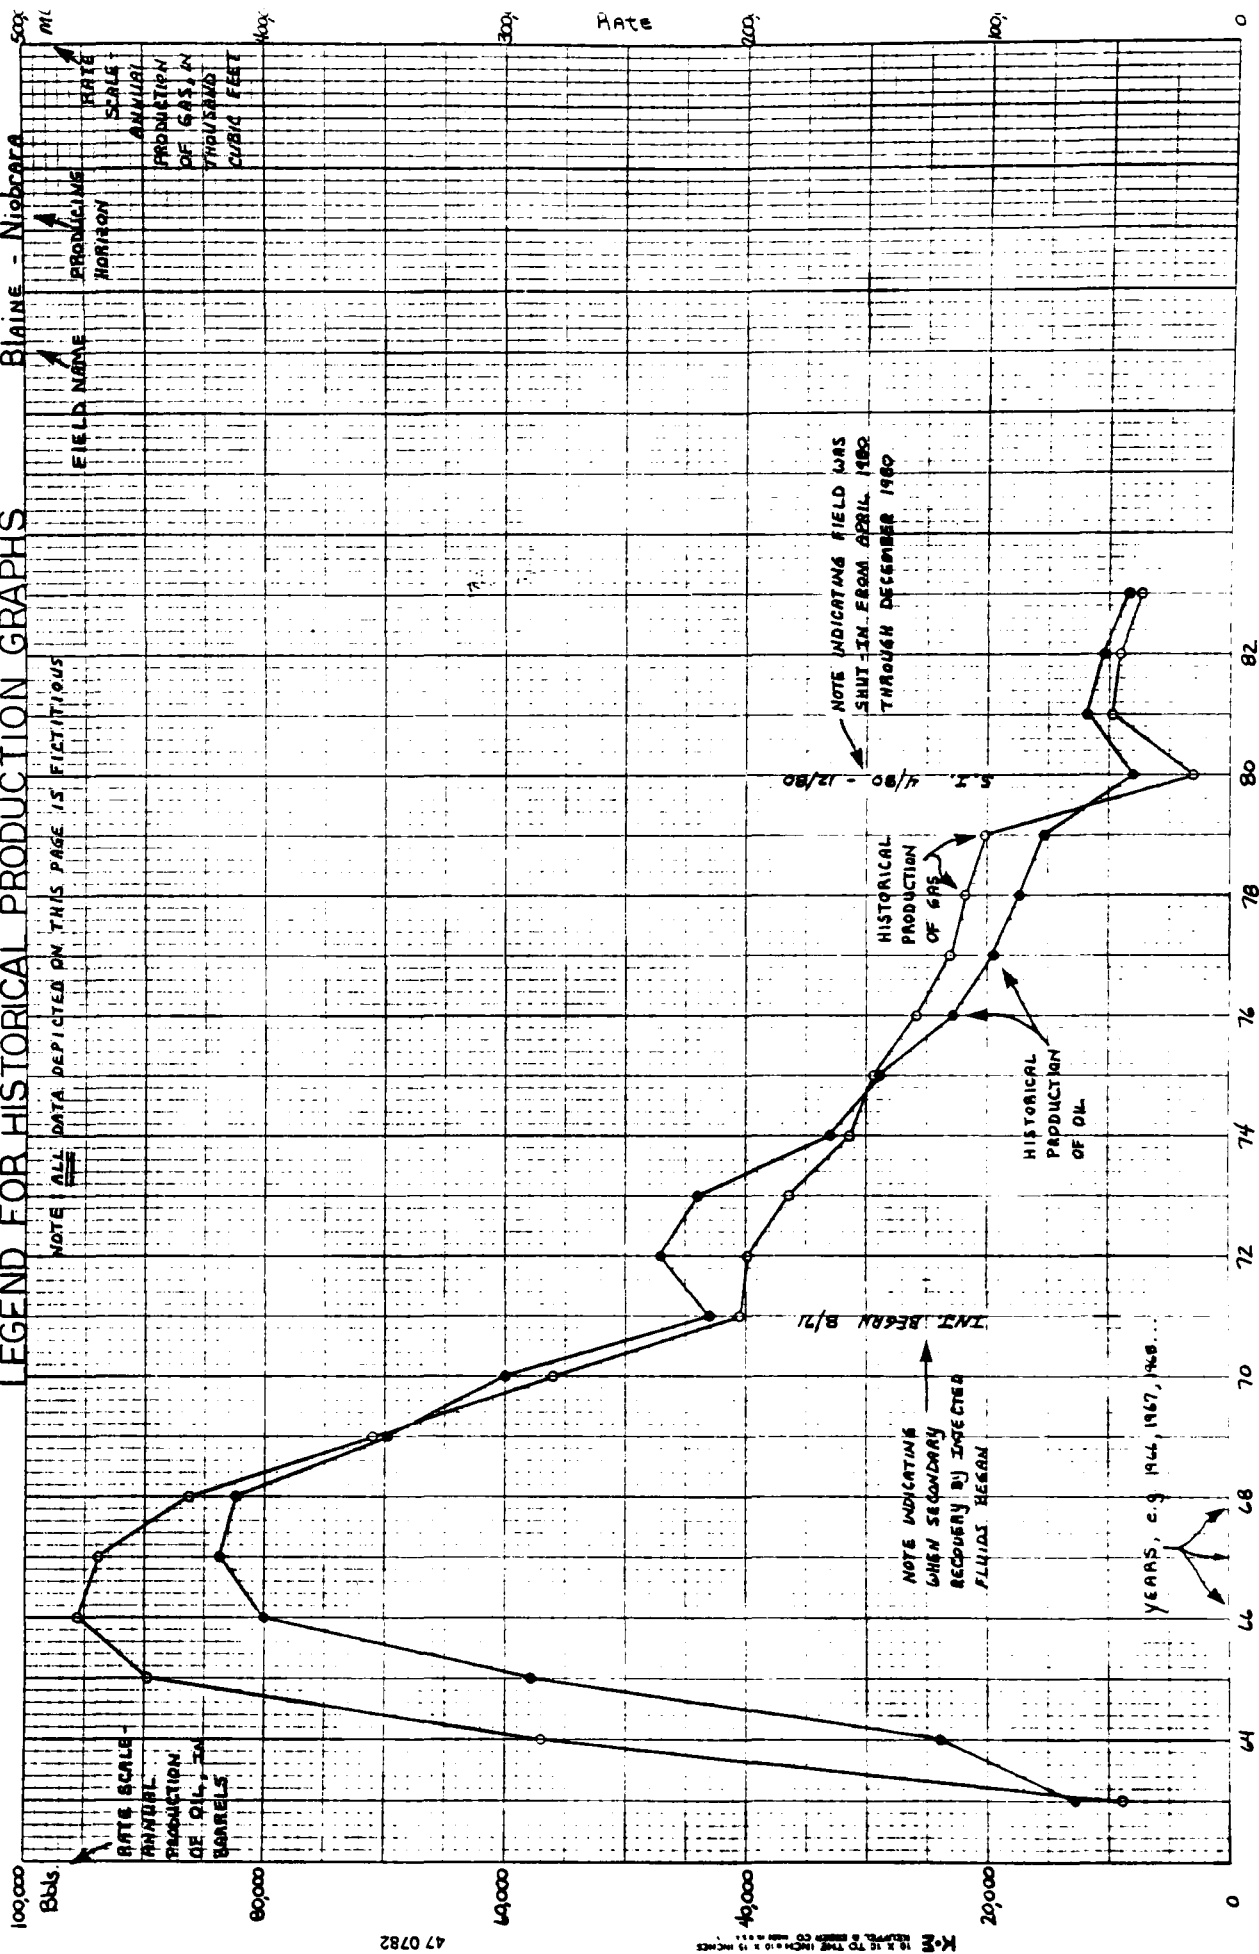 LEGEND FOR HISTORICAL PRODUCTION GRAPHS
Blaine - Niobrara
NOTE: ALL DATA DEPICTED ON THIS PAGE IS FICTITIOUS
FIELD NAME
PRODUCING
HORIZON
RATE
SCALE-
ANNUAL
PRODUCTION
OF GAS, IN
THOUSAND
CUBIC FEET
RATE SCALE-
ANNUAL
PRODUCTION
OF OIL, IN
BARRELS
100,000
Bbls.
80,000
60,000
40,000
20,000
0
500,
400,
300,
Rate
200,
100,
0
NOTE INDICATING FIELD WAS
SHUT-IN FROM APRIL 1980
THROUGH DECEMBER 1980
S.I. 4/80 - 12/80
HISTORICAL
PRODUCTION
OF GAS
HISTORICAL
PRODUCTION
OF OIL
INJ. BEGAN 8/71
NOTE INDICATING
WHEN SECONDARY
RECOVERY BY INJECTED
FLUIDS BEGAN
YEARS, e.g. 1966, 1967, 1968...
64
66
68
70
72
74
76
78
80
82
47 0782
K+E 10 X 10 TO THE INCH